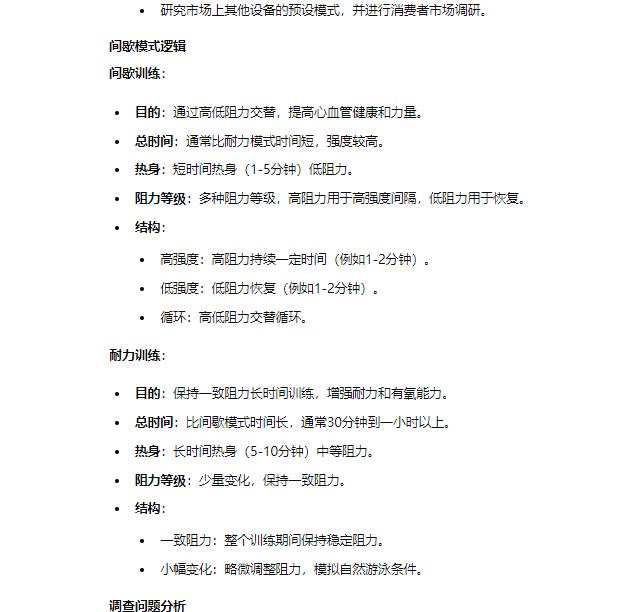 研究市场上其他设备的预设模式，并进行消费者市场调研。
间歇模式逻辑
间歇训练：
目的：通过高低阻力交替，提高心血管健康和力量。
总时间：通常比耐力模式时间短，强度较高。
热身：短时间热身（1-5分钟）低阻力。
阻力等级：多种阻力等级，高阻力用于高强度间隔，低阻力用于恢复。
结构：
高强度：高阻力持续一定时间（例如1-2分钟）。
低强度：低阻力恢复（例如1-2分钟）。
循环：高低阻力交替循环。
耐力训练：
目的：保持一致阻力长时间训练，增强耐力和有氧能力。
总时间：比间歇模式时间长，通常30分钟到一小时以上。
热身：长时间热身（5-10分钟）中等阻力。
阻力等级：少量变化，保持一致阻力。
结构：
一致阻力：整个训练期间保持稳定阻力。
小幅变化：略微调整阻力，模拟自然游泳条件。
调查问题分析